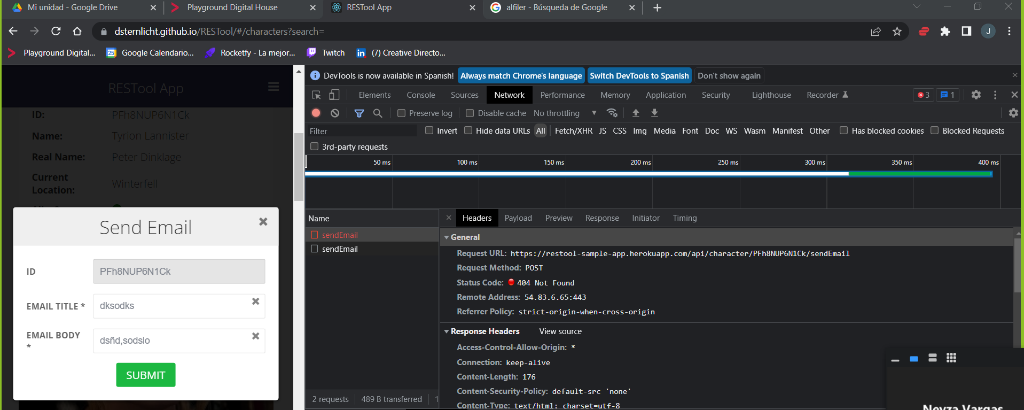 Mi unidad - Google Drive
Playground Digital House
RESTool App
alfiler - Búsqueda de Google
dsternlicht.github.io/RESTool/#/characters?search=
Playground Digital...
Google Calendario...
Rocketfy - La mejor...
Twitch
(/) Creative Directo...
RESTool App
ID: PFh8NUP6N1Ck
Name: Tyrion Lannister
Real Name: Peter Dinklage
Current Location: Winterfell
Send Email
ID
PFh8NUP6N1Ck
EMAIL TITLE *
dksodks
EMAIL BODY *
dsñd,sodslo
SUBMIT
DevTools is now available in Spanish!
Always match Chrome's language
Switch DevTools to Spanish
Don't show again
Elements Console Sources Network Performance Memory Application Security Lighthouse Recorder
3
1
Preserve log
Disable cache
No throttling
Filter
Invert
Hide data URLs
All
Fetch/XHR JS CSS Img Media Font Doc WS Wasm Manifest Other
Has blocked cookies
Blocked Requests
3rd-party requests
50 ms 100 ms 150 ms 200 ms 250 ms 300 ms 350 ms 400 ms
Name
sendEmail
sendEmail
2 requests
489 B transferred
Headers Payload Preview Response Initiator Timing
General
Request URL: https://restool-sample-app.herokuapp.com/api/character/PFh8NUP6N1Ck/sendEmail
Request Method: POST
Status Code: 404 Not Found
Remote Address: 54.83.6.65:443
Referrer Policy: strict-origin-when-cross-origin
Response Headers
View source
Access-Control-Allow-Origin: *
Connection: keep-alive
Content-Length: 176
Content-Security-Policy: default-src 'none'
Content-Type: text/html; charset=utf-8
Neyza Vargas